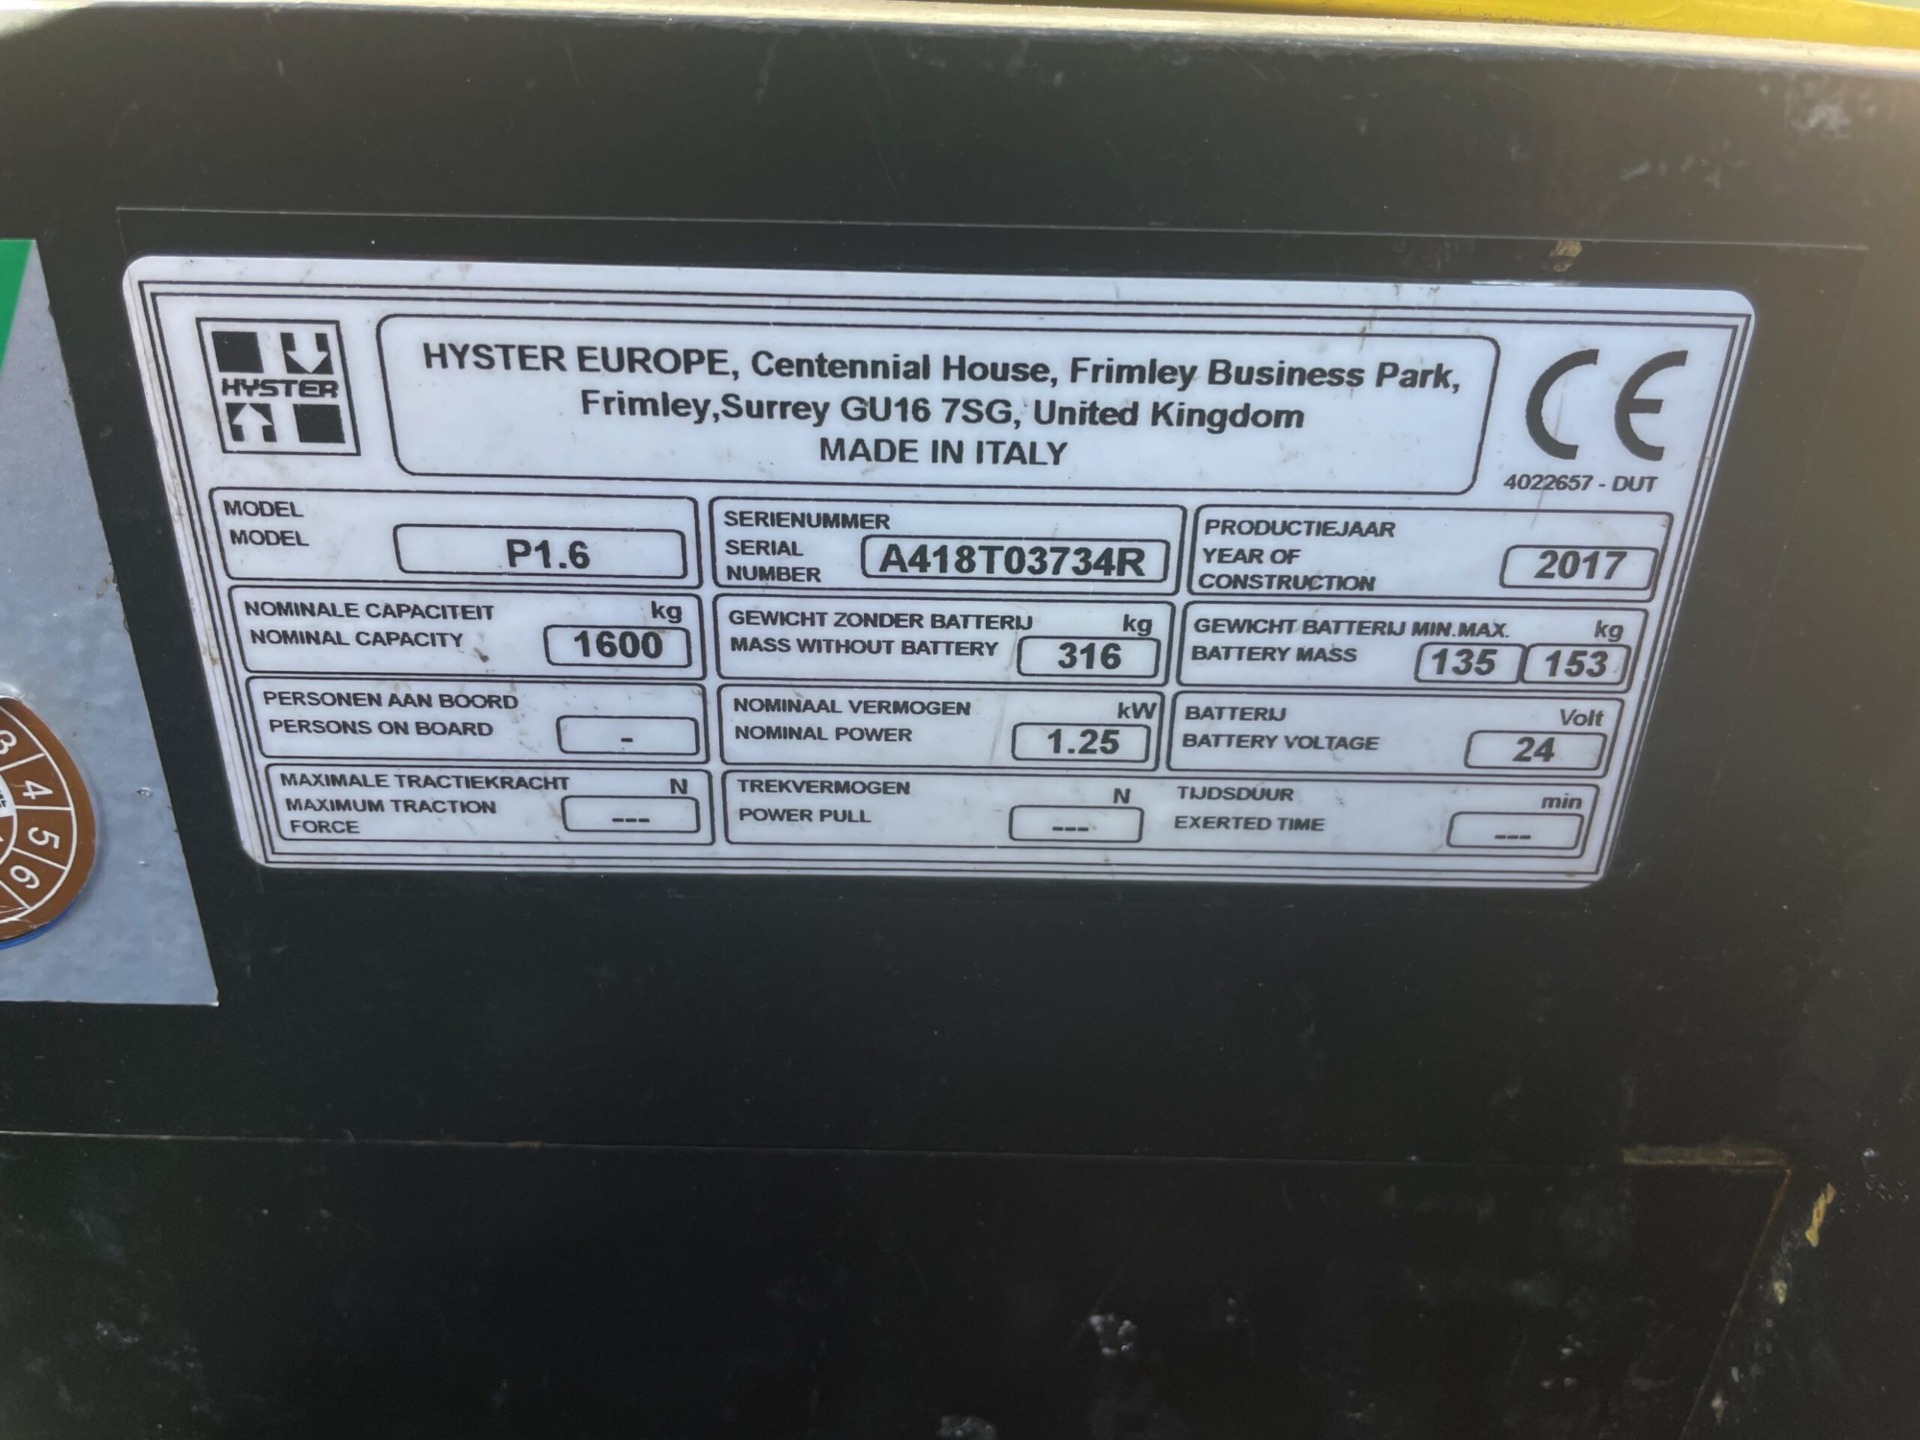 HYSTER
HYSTER EUROPE, Centennial House, Frimley Business Park,
Frimley,Surrey GU16 7SG, United Kingdom
MADE IN ITALY
CE
4022657 - DUT
MODEL
MODEL
P1.6
SERIENUMMER
SERIAL
NUMBER
A418T03734R
PRODUCTIEJAAR
YEAR OF
CONSTRUCTION
2017
NOMINALE CAPACITEIT kg
NOMINAL CAPACITY 1600
GEWICHT ZONDER BATTERIJ kg
MASS WITHOUT BATTERY 316
GEWICHT BATTERIJ MIN.MAX. kg
BATTERY MASS 135 153
PERSONEN AAN BOORD
PERSONS ON BOARD -
NOMINAAL VERMOGEN kW
NOMINAL POWER 1.25
BATTERIJ Volt
BATTERY VOLTAGE 24
MAXIMALE TRACTIEKRACHT N
MAXIMUM TRACTION
FORCE ---
TREKVERMOGEN N
POWER PULL ---
TIJDSDUUR min
EXERTED TIME ---
3
4
5
6